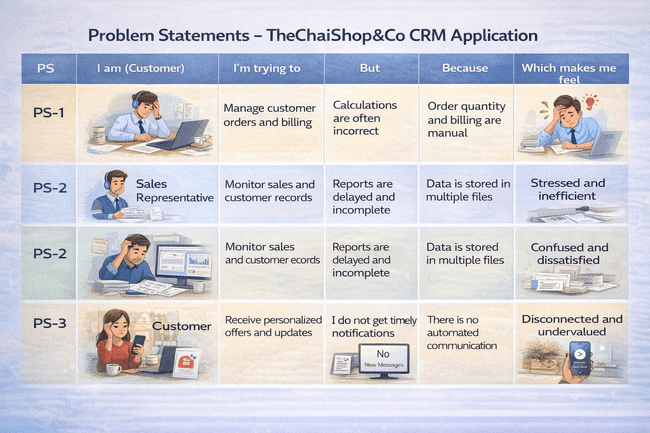 Problem Statements – TheChaiShop&Co CRM Application
PS
I am (Customer)
I'm trying to
But
Because
Which makes me
feel
PS-1
Manage customer
orders and billing
Calculations
are often
incorrect
Order quantity
and billing are
manual
PS-2
Sales
Representative
Monitor sales and
customer records
Reports are
delayed and
incomplete
Data is stored in
multiple files
Stressed and
inefficient
PS-2
Monitor sales
and customer ecords
Reports are
delayed and
incomplete
Data is stored
in multiple files
Confused and
dissatisfied
PS-3
Customer
Receive personalized
offers and updates
I do not get timely
notifications
No
New Messages
There is no
automated
communication
Disconnected and
undervalued